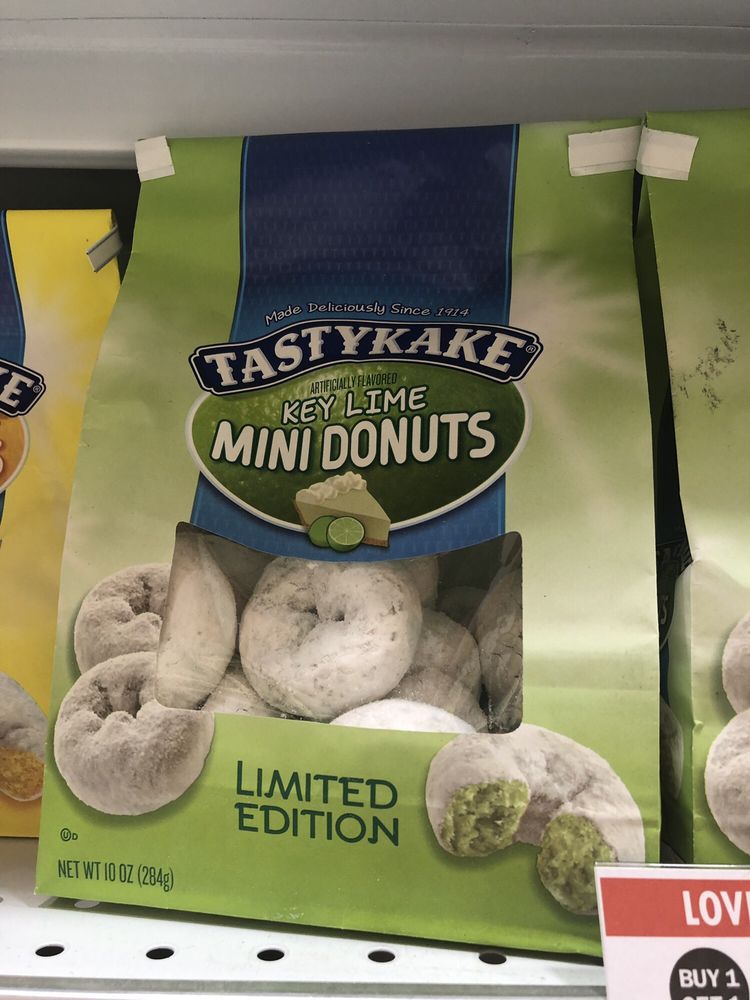 Made Deliciously Since 1914
TASTYKAKE®
ARTIFICIALLY FLAVORED
KEY LIME
MINI DONUTS
LIMITED
EDITION
UD
NET WT 10 OZ (284g)
BUY 1